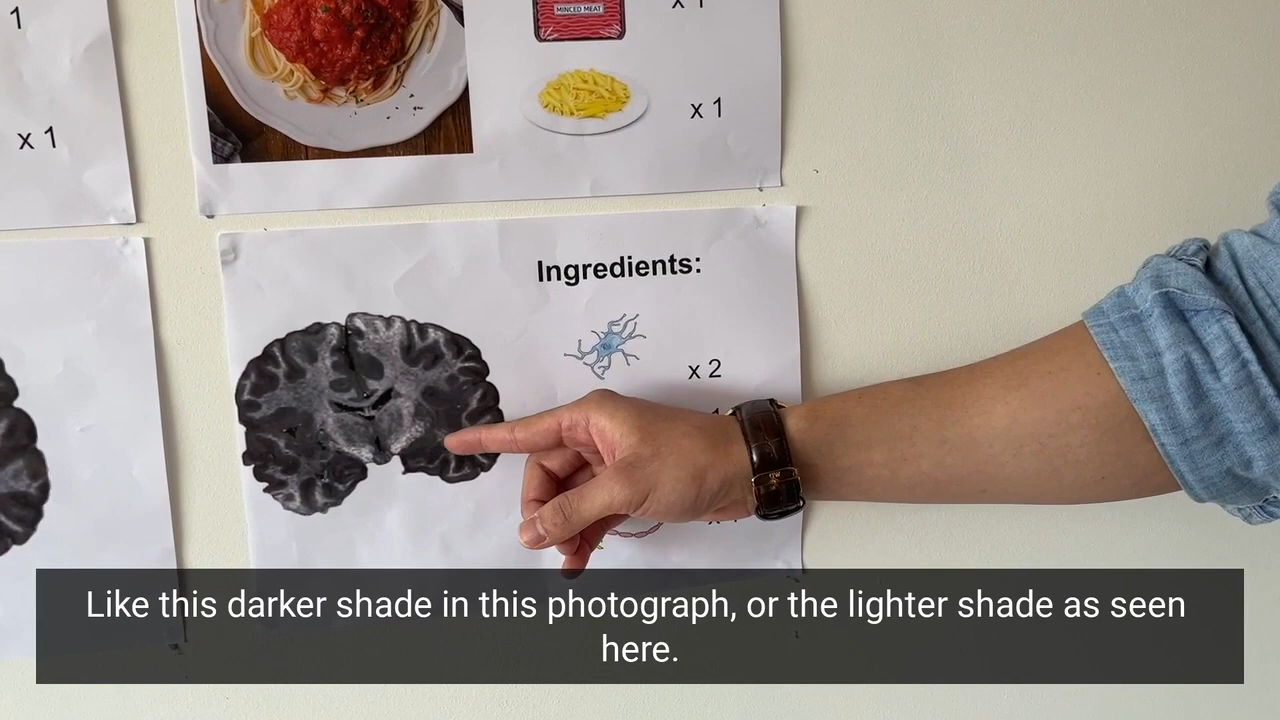 1
x 1
MINCED MEAT
x 1
x 1
Ingredients:
x 2
Like this darker shade in this photograph, or the lighter shade as seen
here.